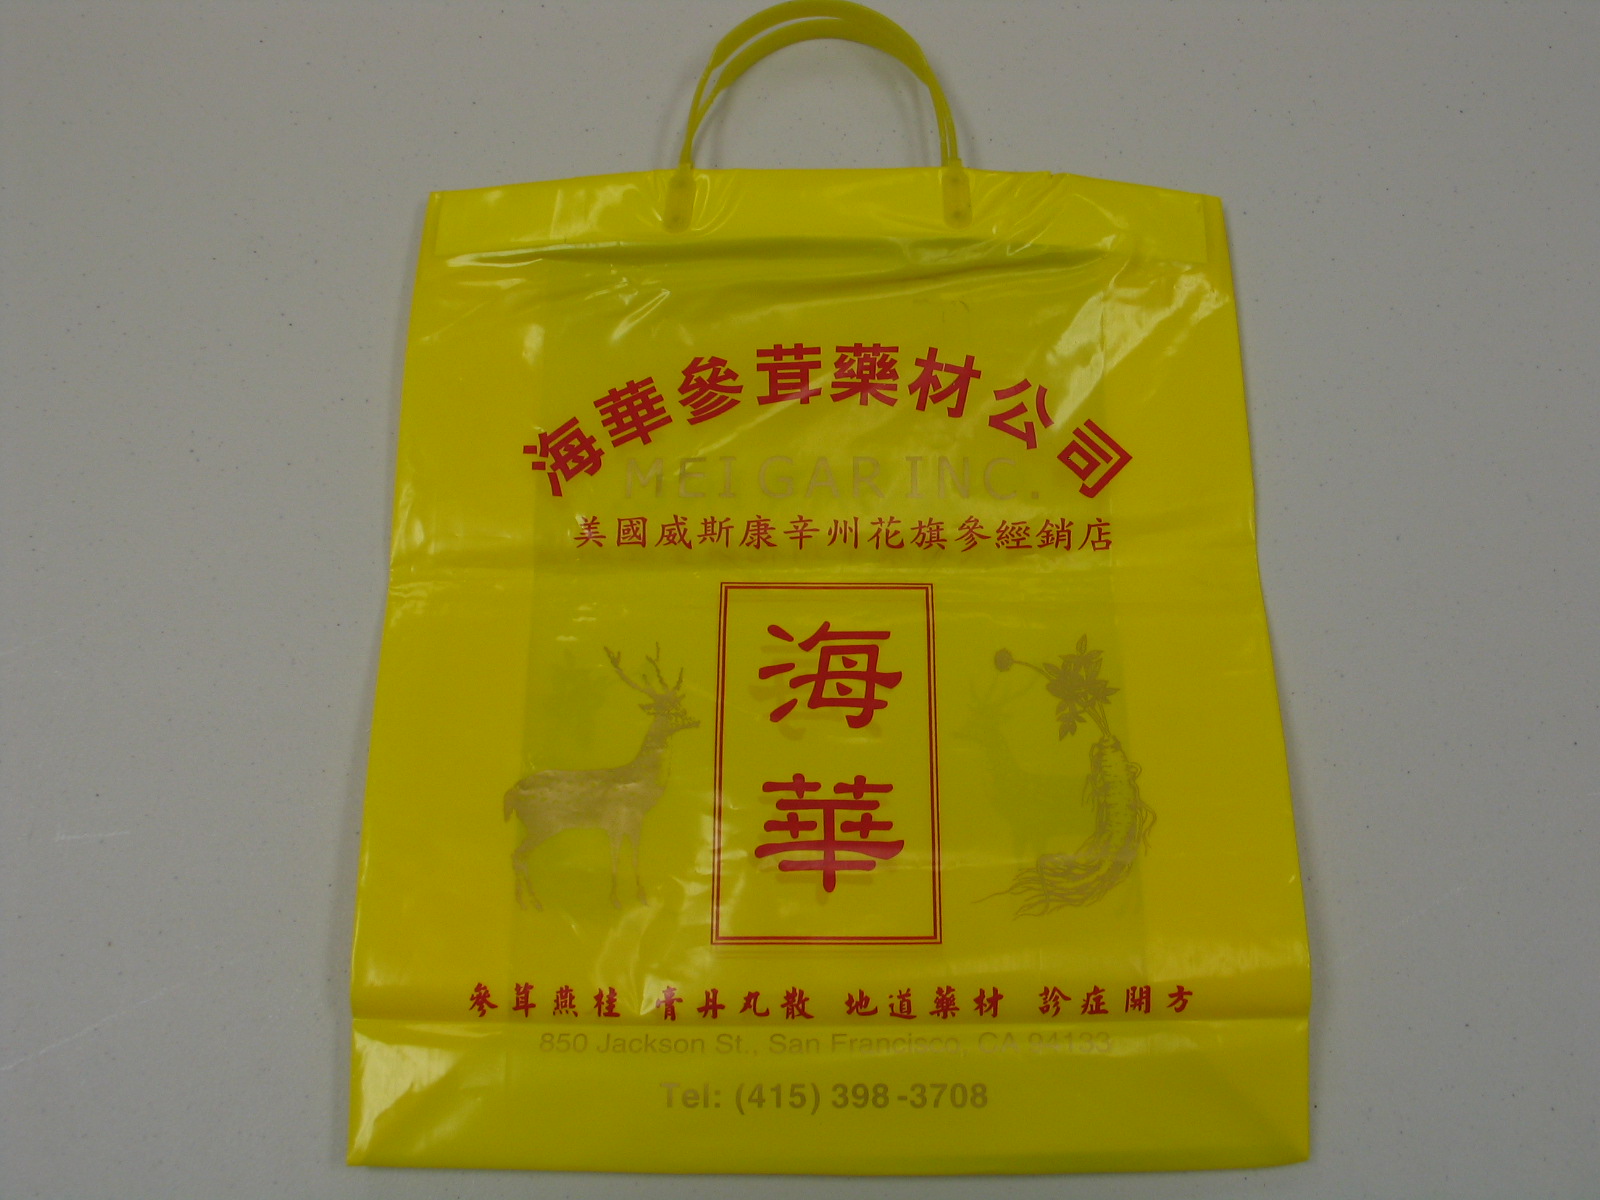 海華參茸藥材公司
MEI GAR INC.
美國威斯康辛州花旗參經銷店
海
華
參茸燕桂 膏丹丸散 地道藥材 診症開方
850 Jackson St., San Francisco, CA 94133
Tel: (415) 398-3708